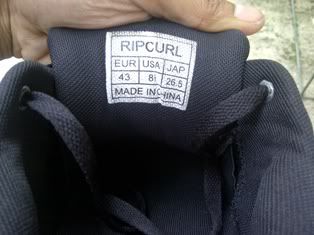 RIPCURL
EUR USA JAP
43 8½ 26.5
MADE IN CHINA